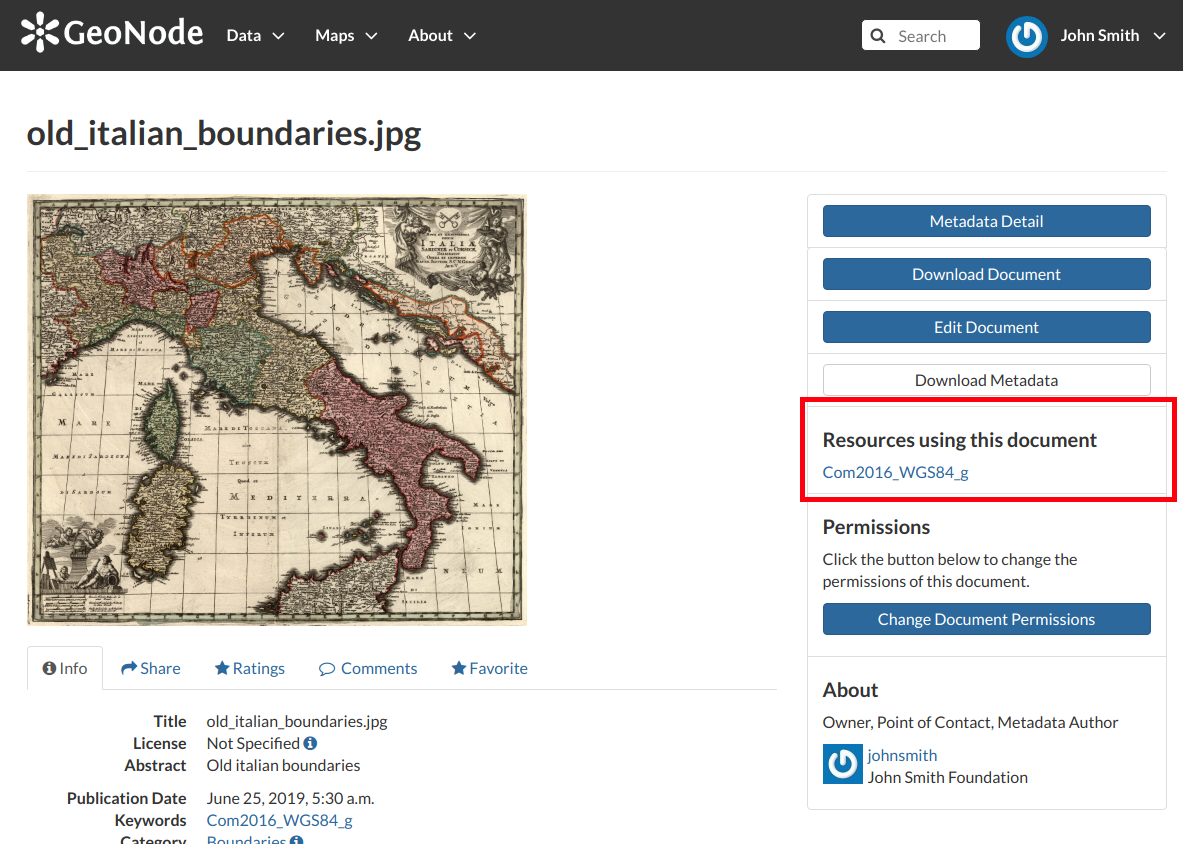 GeoNode Data Maps About Search John Smith
old_italian_boundaries.jpg
ITALIA
Metadata Detail
Download Document
Edit Document
Download Metadata
Resources using this document
Com2016_WGS84_g
Permissions
Click the button below to change the
permissions of this document.
Change Document Permissions
About
Owner, Point of Contact, Metadata Author
johnsmith
John Smith Foundation
Info Share Ratings Comments Favorite
Title old_italian_boundaries.jpg
License Not Specified
Abstract Old italian boundaries
Publication Date June 25, 2019, 5:30 a.m.
Keywords Com2016_WGS84_g
Category Boundaries